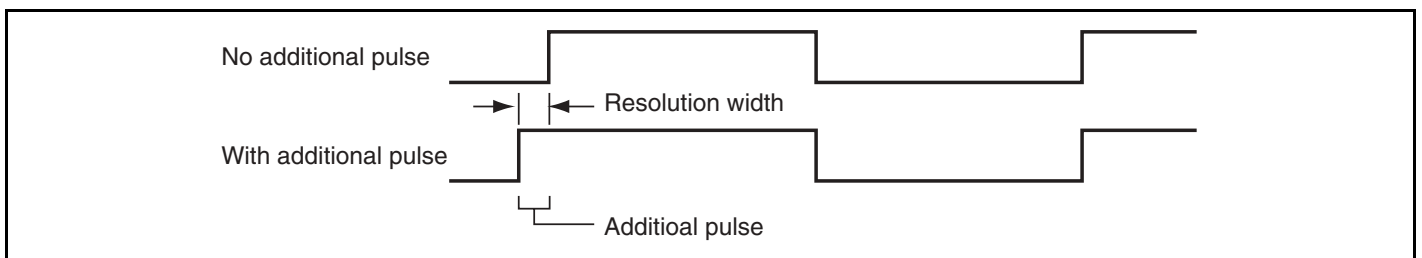 No additional pulse
Resolution width
With additional pulse
Additioal pulse